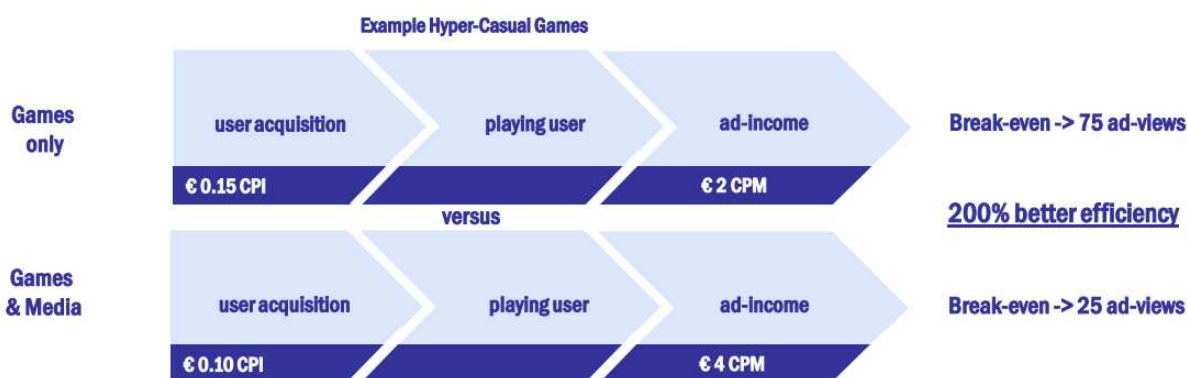 Example Hyper-Casual Games
Games
only
user acquisition
playing user
ad-income
Break-even -> 75 ad-views
€ 0.15 CPI
€ 2 CPM
versus
200% better efficiency
Games
& Media
user acquisition
playing user
ad-income
Break-even -> 25 ad-views
€ 0.10 CPI
€ 4 CPM